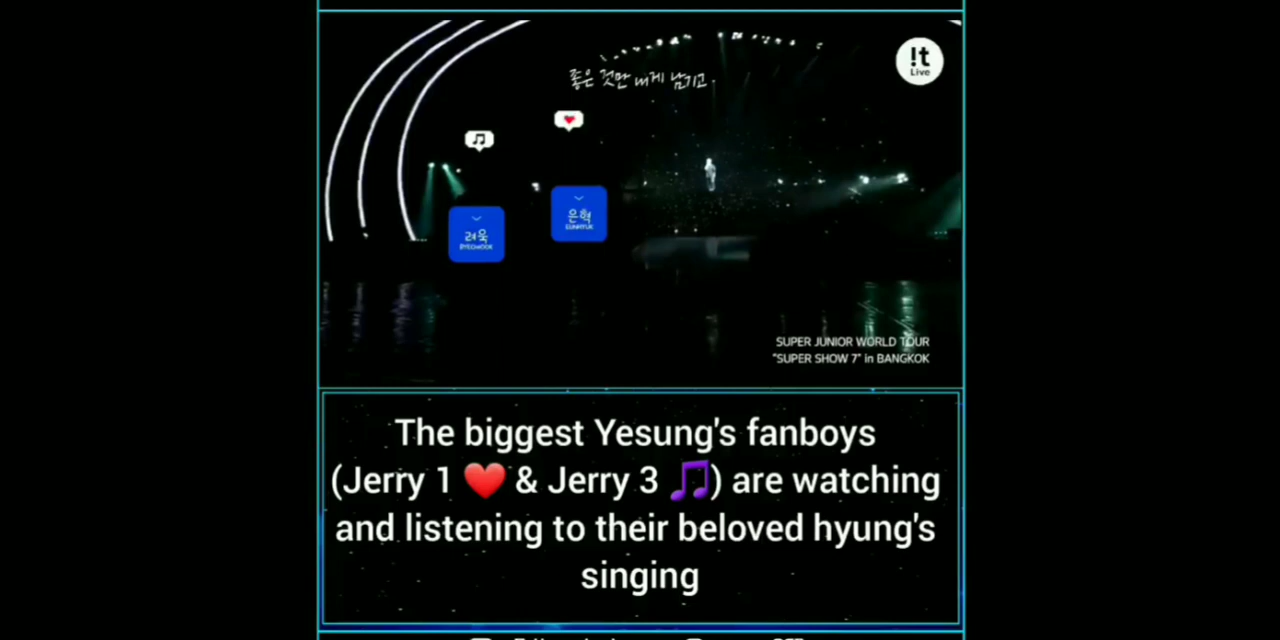 !t
Live
좋은 것만 내게 남기고
은혁
EUNHYUK
려욱
RYEOWOOK
SUPER JUNIOR WORLD TOUR
"SUPER SHOW 7" in BANGKOK
The biggest Yesung's fanboys
(Jerry 1 ❤️ & Jerry 3 🎵) are watching
and listening to their beloved hyung's
singing